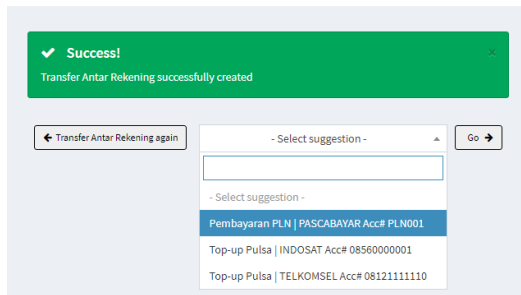 Success!
×
Transfer Antar Rekening successfully created
Transfer Antar Rekening again
- Select suggestion -
Go
- Select suggestion -
Pembayaran PLN | PASCABAYAR Acc# PLN001
Top-up Pulsa | INDOSAT Acc# 08560000001
Top-up Pulsa | TELKOMSEL Acc# 08121111110